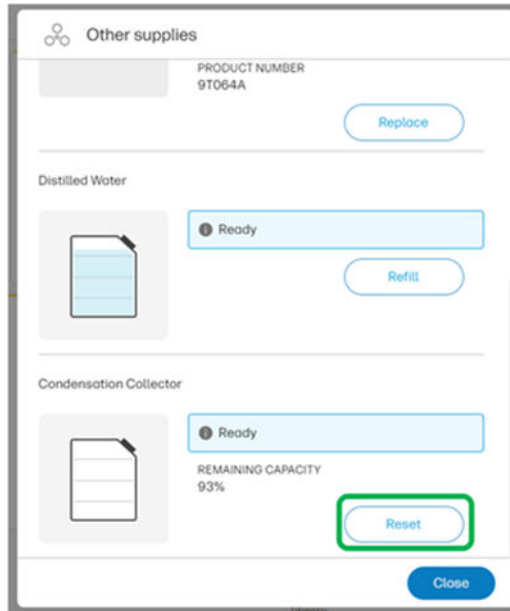 Other supplies
PRODUCT NUMBER
9T064A
Replace
Distilled Water
Ready
Refill
Condensation Collector
Ready
REMAINING CAPACITY
93%
Reset
Close